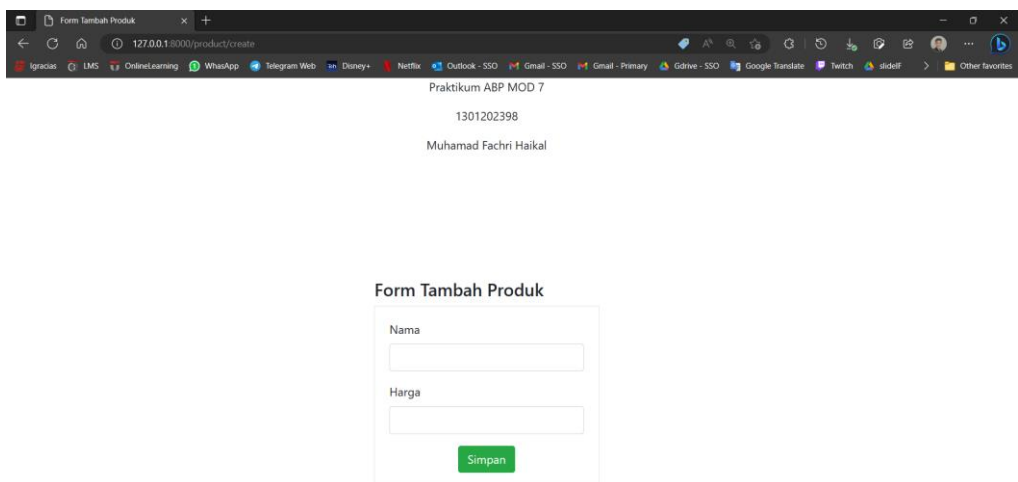 Form Tambah Produk
127.0.0.1:8000/product/create
Igracias LMS OnlineLearning WhasApp Telegram Web Disney+ Netflix Outlook - SSO Gmail - SSO Gmail - Primary Gdrive - SSO Google Translate Twitch slidelF Other favorites
Praktikum ABP MOD 7
1301202398
Muhamad Fachri Haikal
Form Tambah Produk
Nama
Harga
Simpan